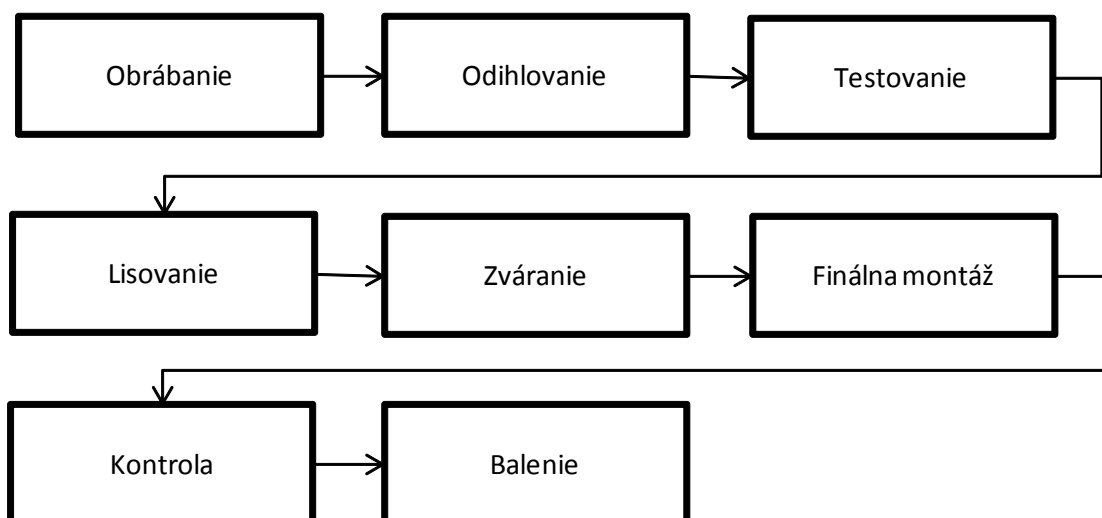 Obrábanie
Odihlovanie
Testovanie
Lisovanie
Zváranie
Finálna montáž
Kontrola
Balenie